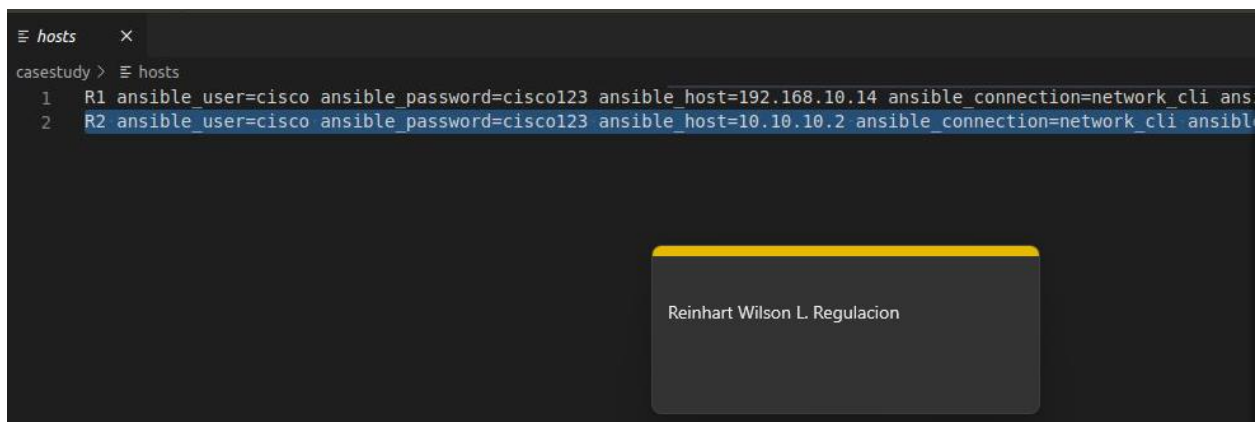 hosts
casestudy > hosts
1 R1 ansible_user=cisco ansible_password=cisco123 ansible_host=192.168.10.14 ansible_connection=network_cli ans
2 R2 ansible_user=cisco ansible_password=cisco123 ansible_host=10.10.10.2 ansible_connection=network_cli ansibl
Reinhart Wilson L. Regulacion